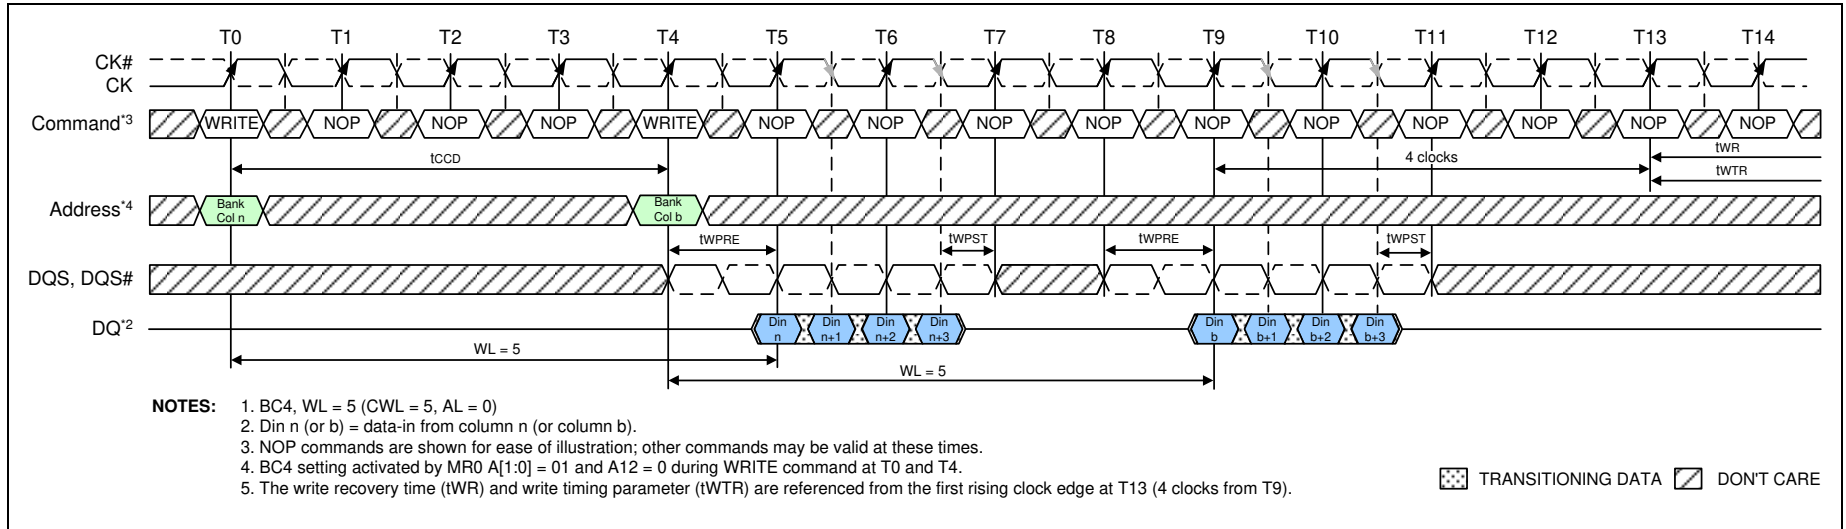 T0 T1 T2 T3 T4 T5 T6 T7 T8 T9 T10 T11 T12 T13 T14
CK#
CK
Command*3 WRITE NOP NOP NOP WRITE NOP NOP NOP NOP NOP NOP NOP NOP NOP NOP
tCCD 4 clocks tWR
tWTR
Address*4 Bank Col n Bank Col b
tWPRE tWPST tWPRE tWPST
DQS, DQS#
DQ*2 Din n Din n+1 Din n+2 Din n+3 Din b Din b+1 Din b+2 Din b+3
WL = 5
WL = 5
NOTES: 1. BC4, WL = 5 (CWL = 5, AL = 0)
2. Din n (or b) = data-in from column n (or column b).
3. NOP commands are shown for ease of illustration; other commands may be valid at these times.
4. BC4 setting activated by MR0 A[1:0] = 01 and A12 = 0 during WRITE command at T0 and T4.
5. The write recovery time (tWR) and write timing parameter (tWTR) are referenced from the first rising clock edge at T13 (4 clocks from T9).
TRANSITIONING DATA DON'T CARE